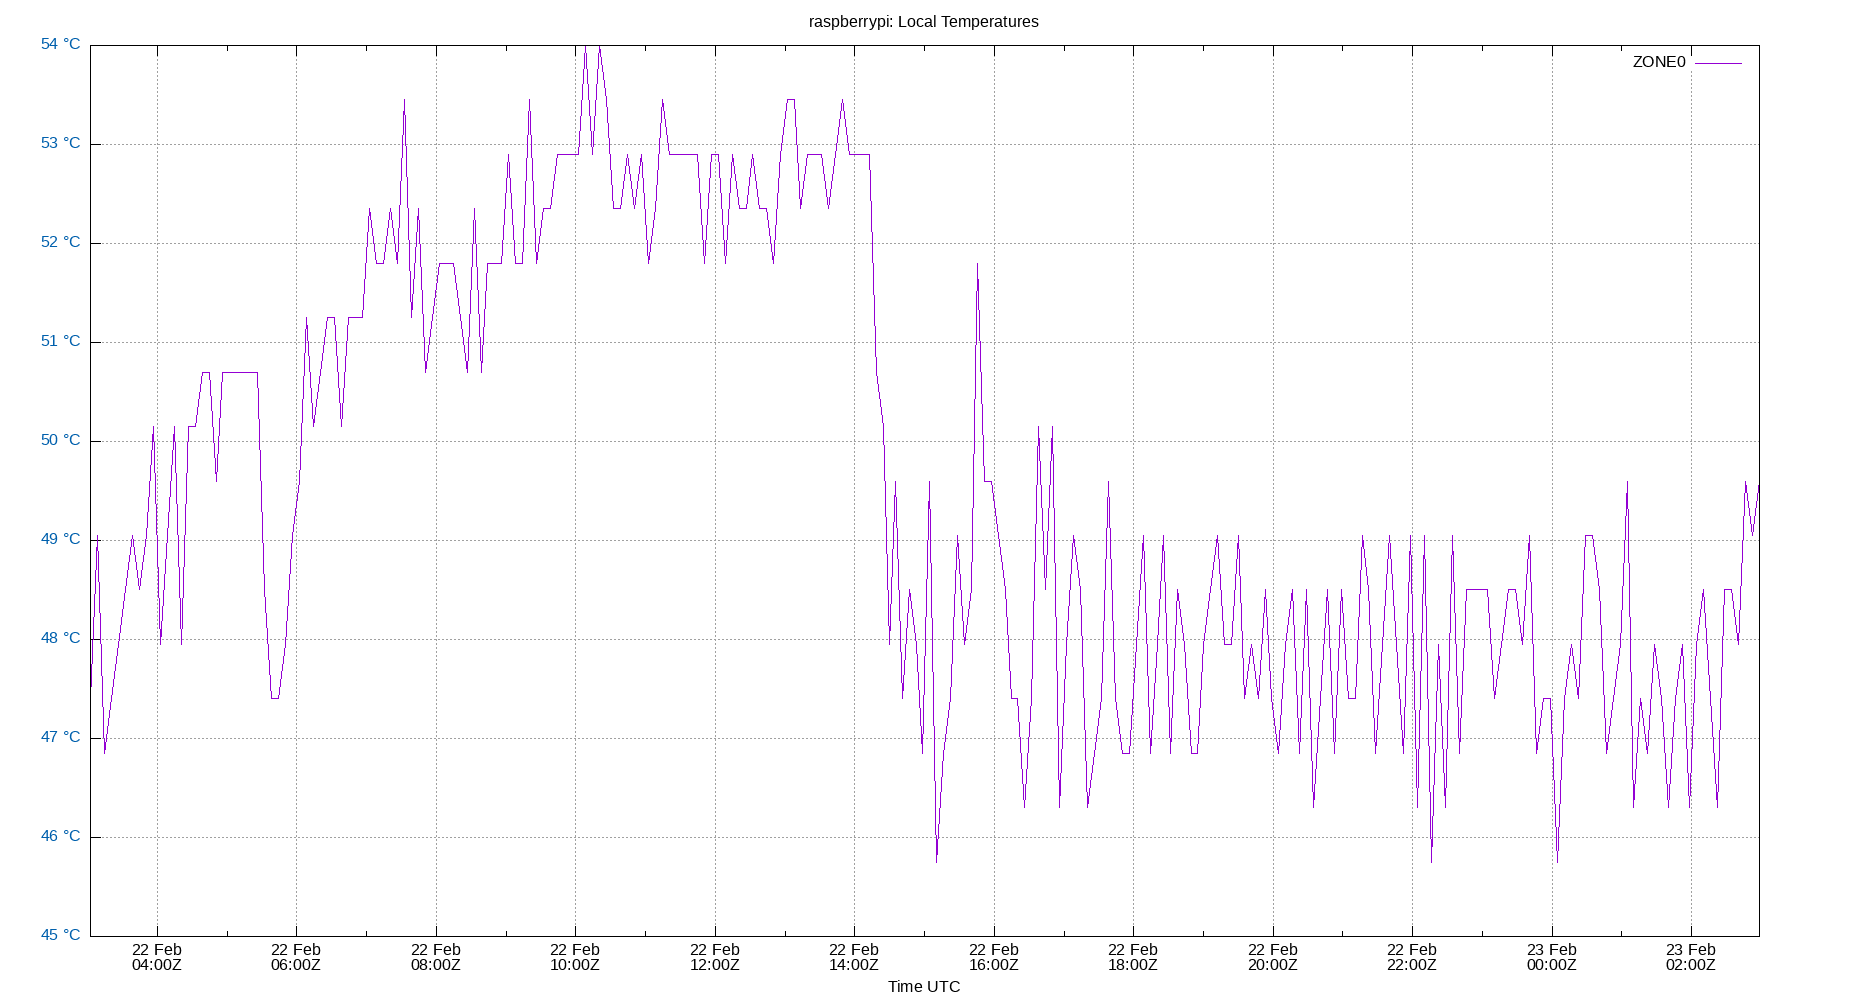 raspberrypi: Local Temperatures
54 °C
53 °C
52 °C
51 °C
50 °C
49 °C
48 °C
47 °C
46 °C
45 °C
ZONE0
22 Feb 22 Feb 22 Feb 22 Feb 22 Feb 22 Feb 22 Feb 22 Feb 22 Feb 22 Feb 23 Feb 23 Feb
04:00Z 06:00Z 08:00Z 10:00Z 12:00Z 14:00Z 16:00Z 18:00Z 20:00Z 22:00Z 00:00Z 02:00Z
Time UTC